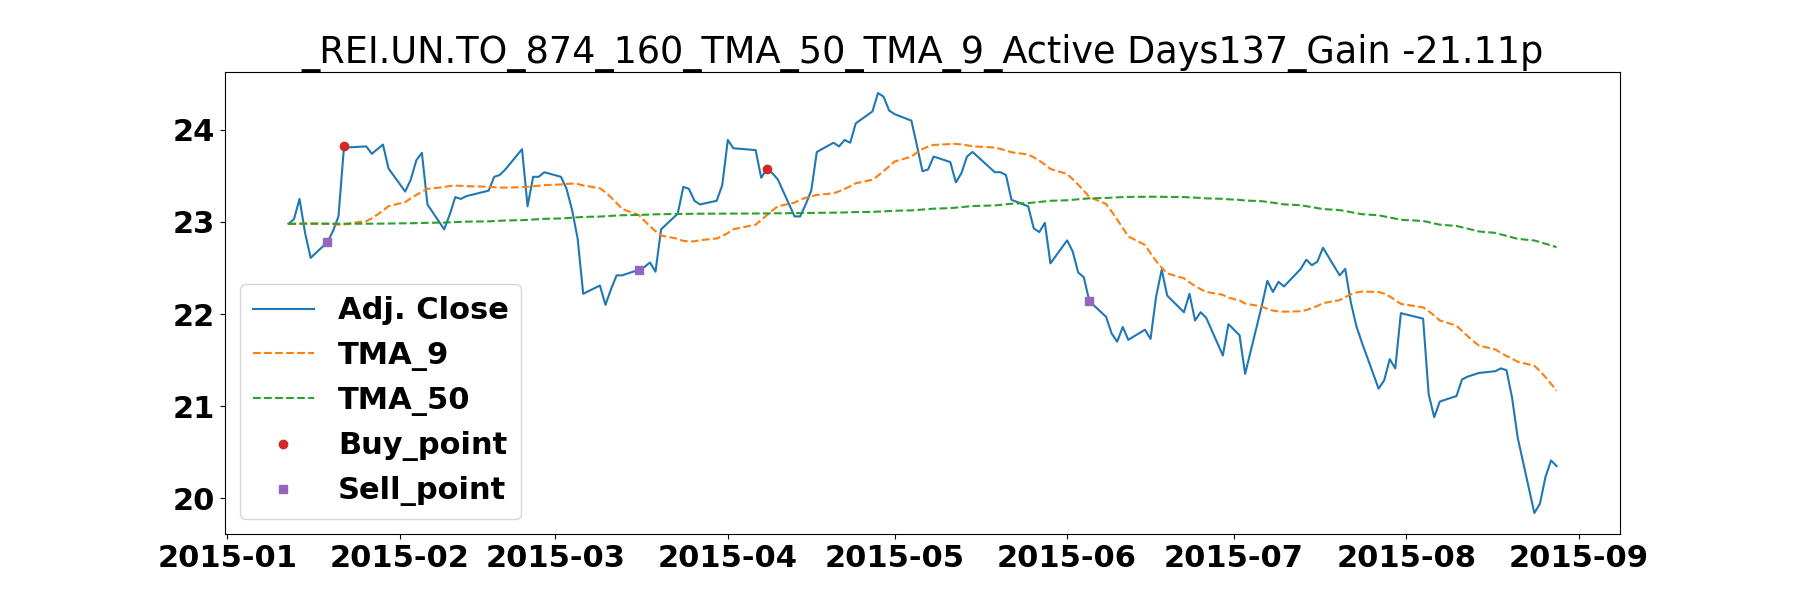 _REI.UN.TO_874_160_TMA_50_TMA_9_Active Days137_Gain -21.11p
24
23
22
21
20
Adj. Close
TMA_9
TMA_50
Buy_point
Sell_point
2015-01 2015-02 2015-03 2015-04 2015-05 2015-06 2015-07 2015-08 2015-09